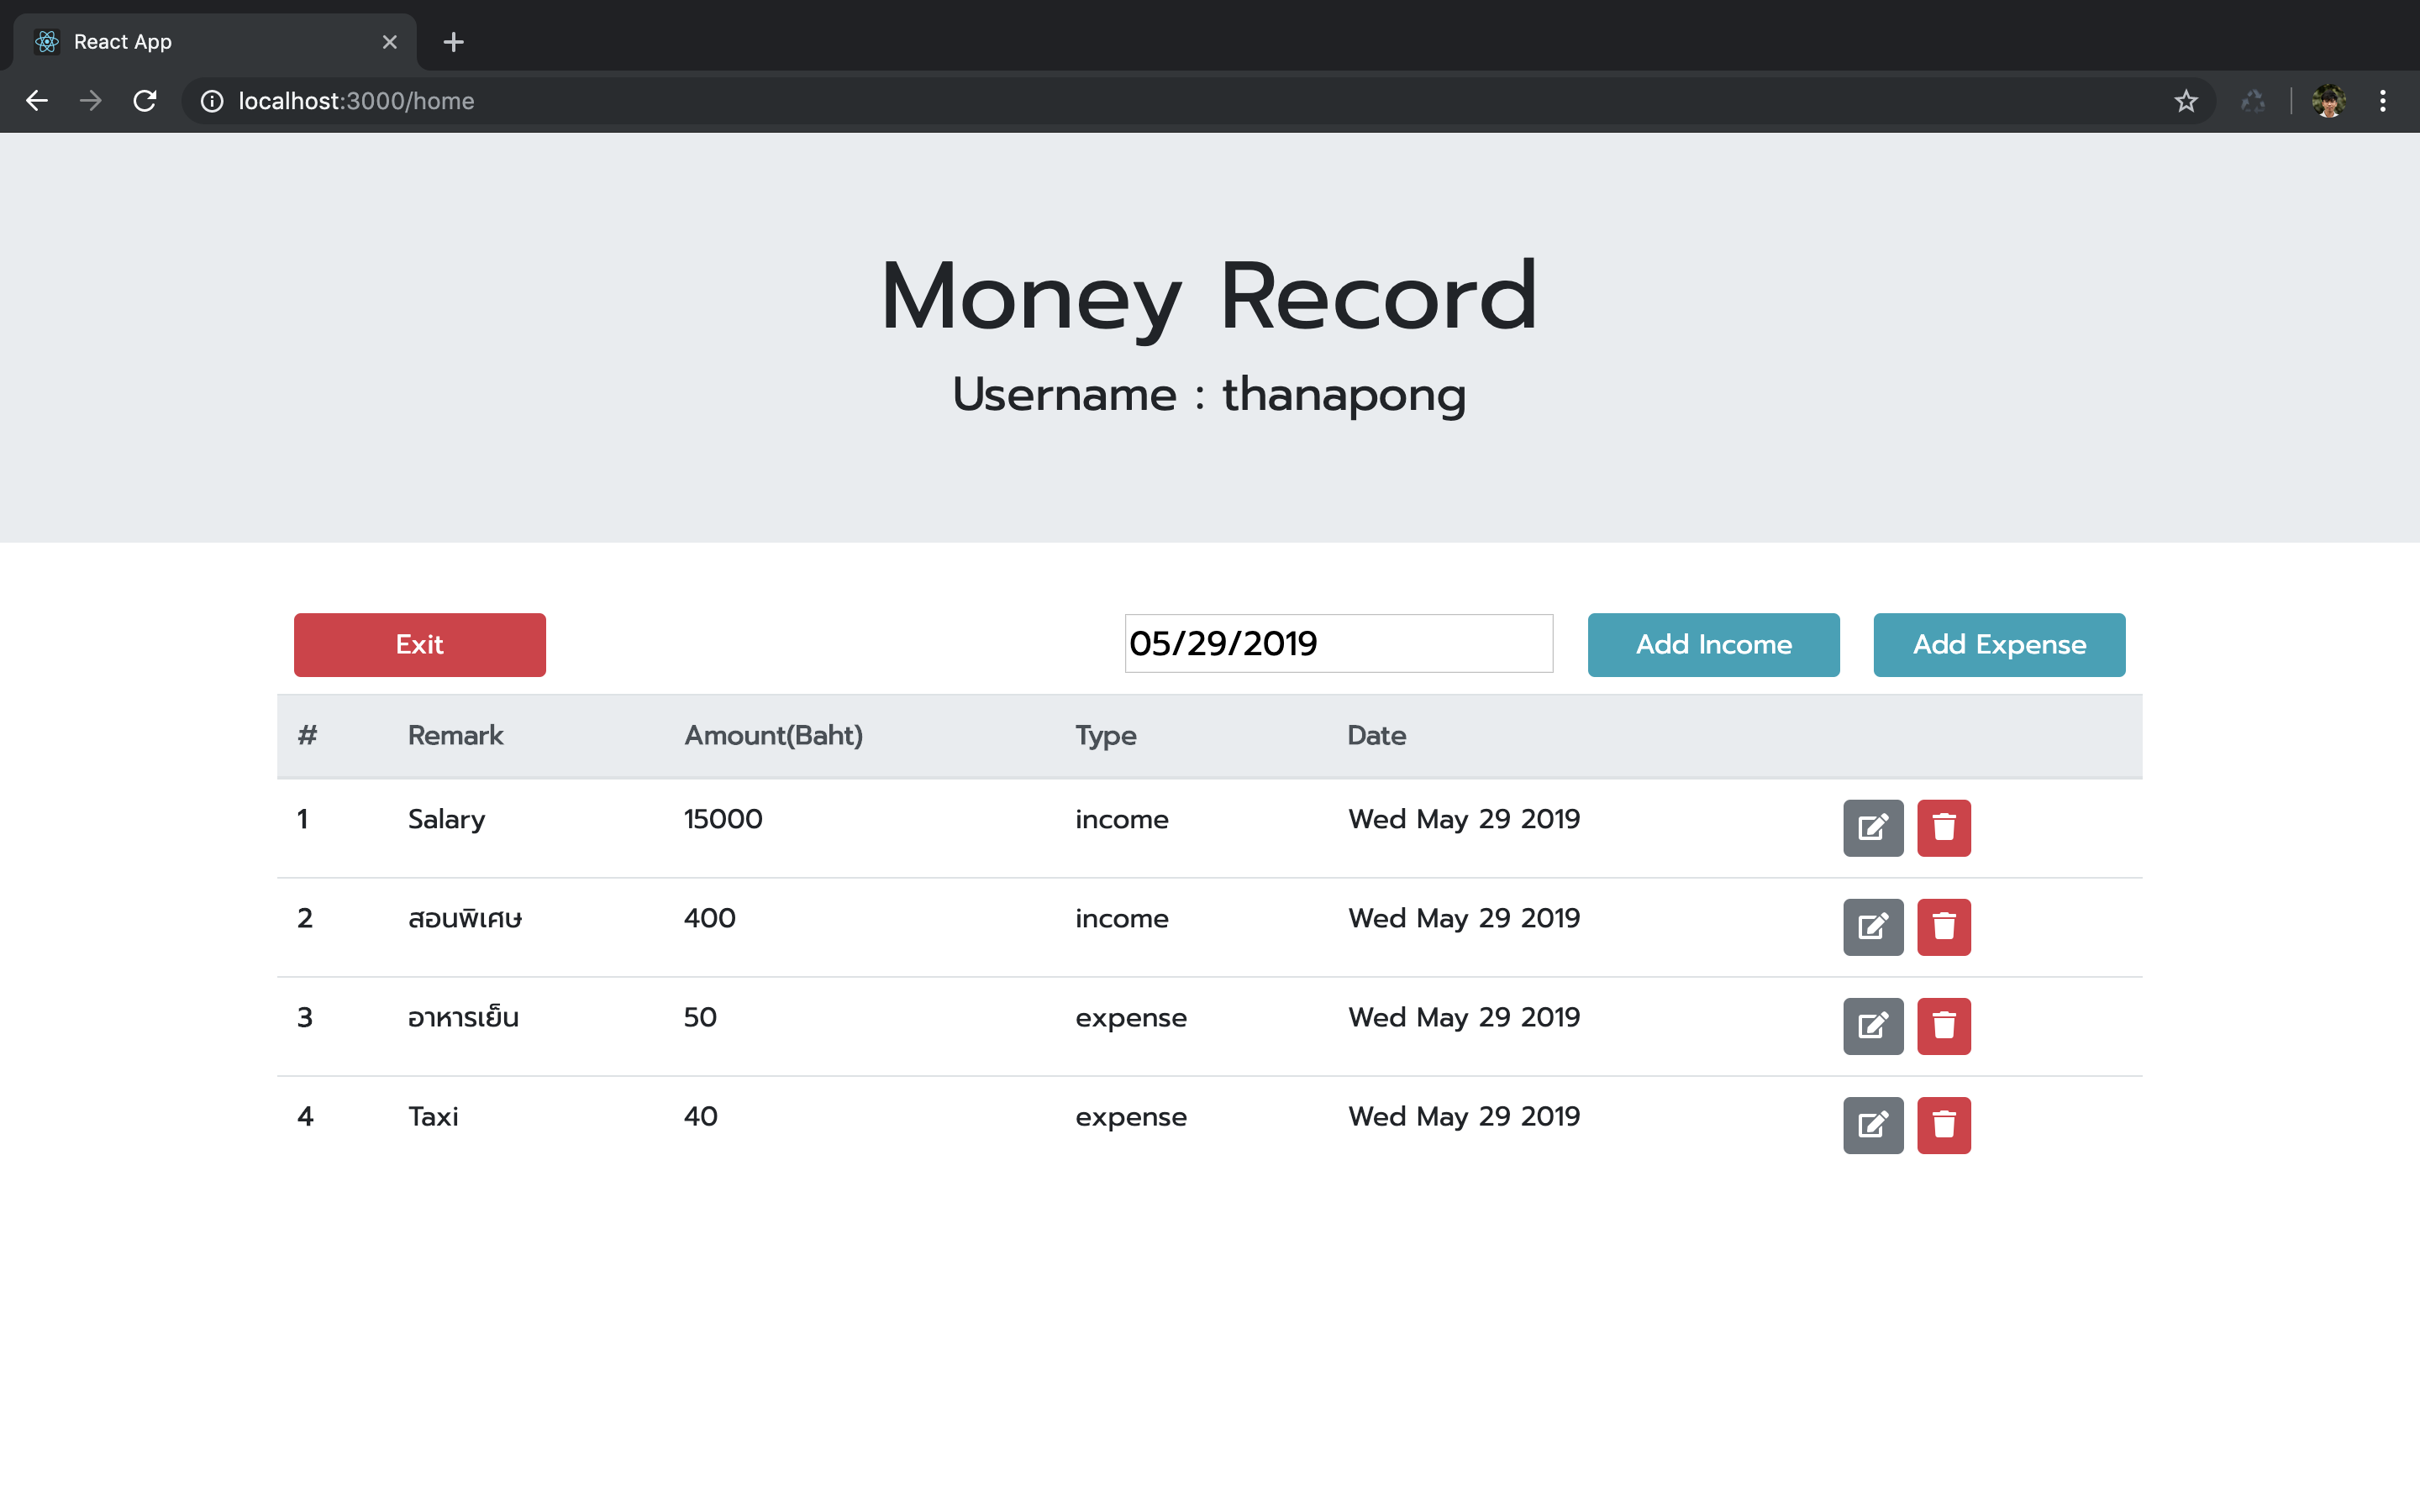 React App
localhost:3000/home
Money Record
Username : thanapong
Exit 05/29/2019 Add Income Add Expense
# Remark Amount(Baht) Type Date
1 Salary 15000 income Wed May 29 2019
2 สอนพิเศษ 400 income Wed May 29 2019
3 อาหารเย็น 50 expense Wed May 29 2019
4 Taxi 40 expense Wed May 29 2019